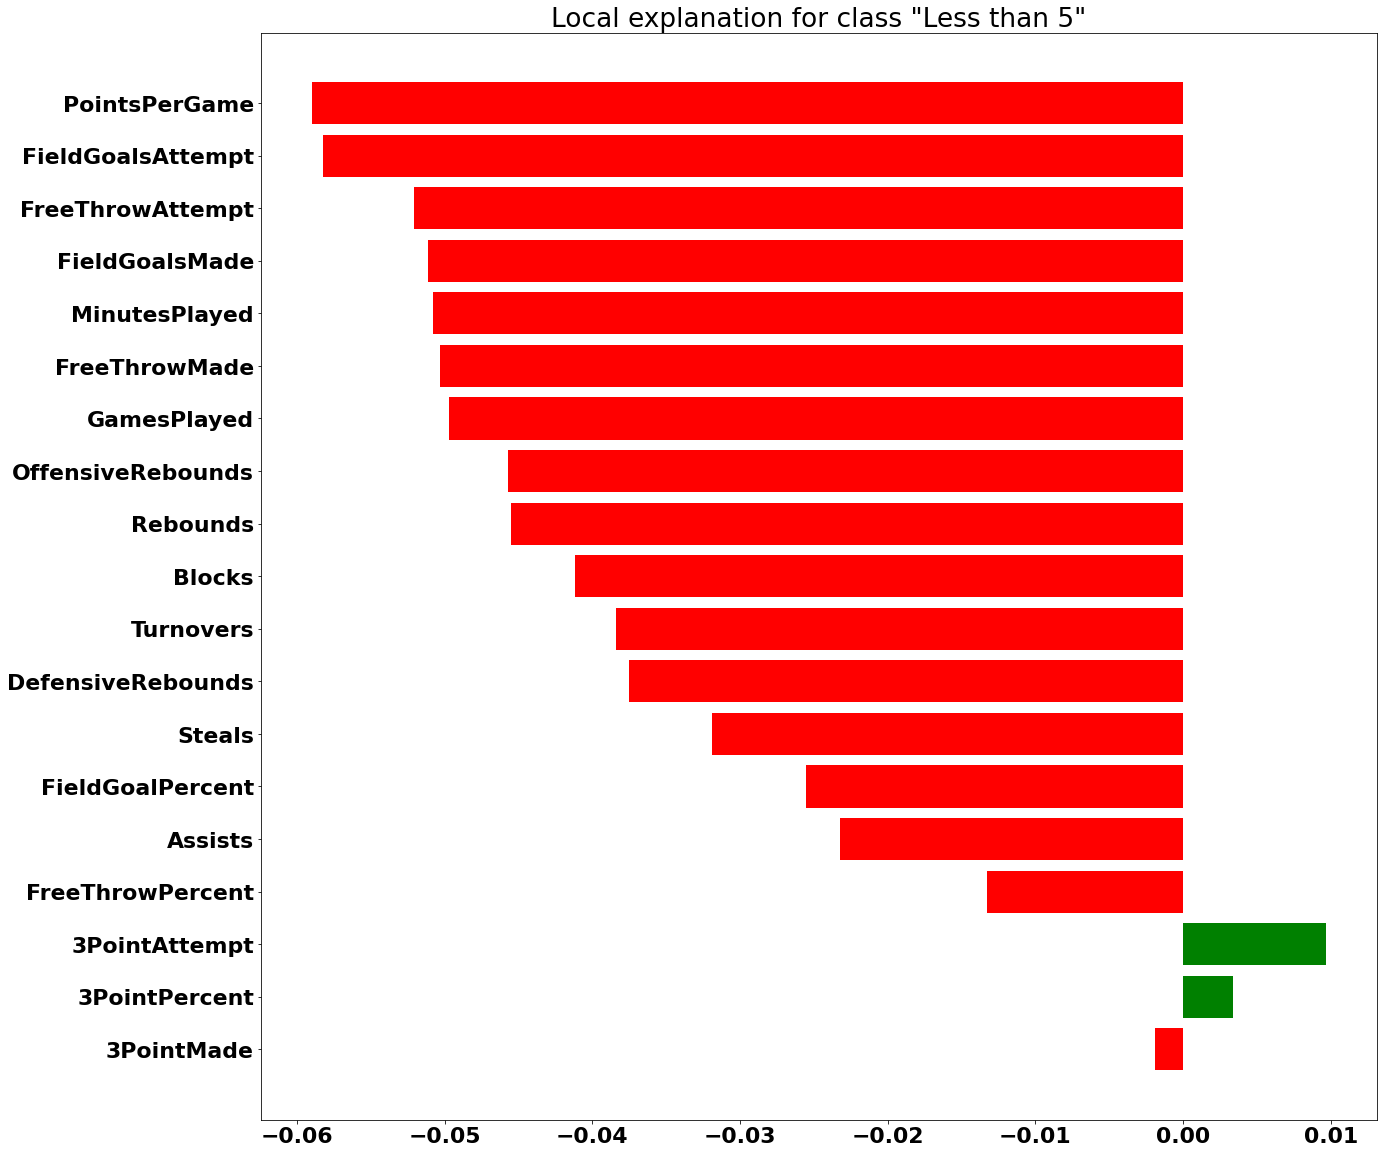 Local explanation for class "Less than 5"
PointsPerGame
FieldGoalsAttempt
FreeThrowAttempt
FieldGoalsMade
MinutesPlayed
FreeThrowMade
GamesPlayed
OffensiveRebounds
Rebounds
Blocks
Turnovers
DefensiveRebounds
Steals
FieldGoalPercent
Assists
FreeThrowPercent
3PointAttempt
3PointPercent
3PointMade
−0.06 −0.05 −0.04 −0.03 −0.02 −0.01 0.00 0.01